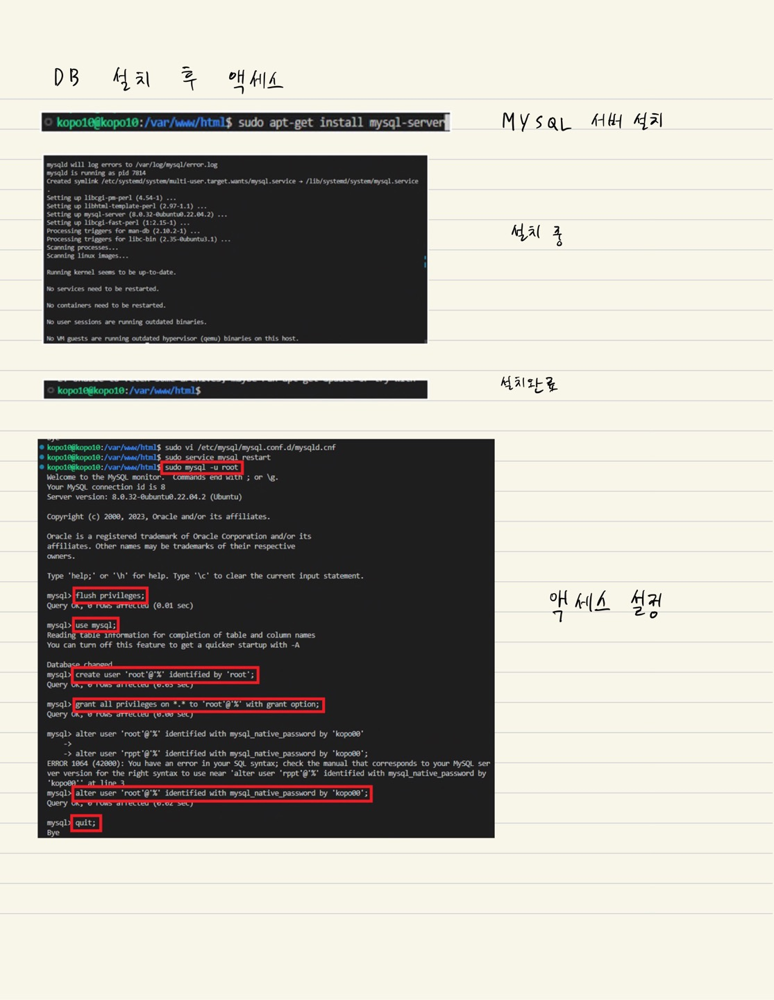 DB 설치 후 액세스
kopo10@kopo10:/var/www/html$ sudo apt-get install mysql-server
MYSQL 서버 설치
mysqld will log errors to /var/log/mysql/error.log
mysqld is running as pid 7814
Created symlink /etc/systemd/system/multi-user.target.wants/mysql.service → /lib/systemd/system/mysql.service
.
Setting up libcgi-pm-perl (4.54-1) ...
Setting up libhtml-template-perl (2.97-1.1) ...
Setting up mysql-server (8.0.32-0ubuntu0.22.04.2) ...
Setting up libcgi-fast-perl (1:2.15-1) ...
Processing triggers for man-db (2.10.2-1) ...
Processing triggers for libc-bin (2.35-0ubuntu3.1) ...
Scanning processes...
Scanning linux images...
Running kernel seems to be up-to-date.
No services need to be restarted.
No containers need to be restarted.
No user sessions are running outdated binaries.
No VM guests are running outdated hypervisor (qemu) binaries on this host.
설치 중
kopo10@kopo10:/var/www/html$
설치완료
Bye
kopo10@kopo10:/var/www/html$ sudo vi /etc/mysql/mysql.conf.d/mysqld.cnf
kopo10@kopo10:/var/www/html$ sudo service mysql restart
kopo10@kopo10:/var/www/html$ sudo mysql -u root
Welcome to the MySQL monitor.  Commands end with ; or \g.
Your MySQL connection id is 8
Server version: 8.0.32-0ubuntu0.22.04.2 (Ubuntu)
Copyright (c) 2000, 2023, Oracle and/or its affiliates.
Oracle is a registered trademark of Oracle Corporation and/or its
affiliates. Other names may be trademarks of their respective
owners.
Type 'help;' or '\h' for help. Type '\c' to clear the current input statement.
mysql> flush privileges;
Query OK, 0 rows affected (0.01 sec)
mysql> use mysql;
Reading table information for completion of table and column names
You can turn off this feature to get a quicker startup with -A
Database changed
mysql> create user 'root'@'%' identified by 'root';
Query OK, 0 rows affected (0.03 sec)
mysql> grant all privileges on *.* to 'root'@'%' with grant option;
Query OK, 0 rows affected (0.00 sec)
mysql> alter user 'root'@'%' identified with mysql_native_password by 'kopo00'
->
-> alter user 'rppt'@'%' identified with mysql_native_password by 'kopo00';
ERROR 1064 (42000): You have an error in your SQL syntax; check the manual that corresponds to your MySQL ser
ver version for the right syntax to use near 'alter user 'rppt'@'%' identified with mysql_native_password by
'kopo00'' at line 3
mysql> alter user 'root'@'%' identified with mysql_native_password by 'kopo00';
Query OK, 0 rows affected (0.02 sec)
mysql> quit;
Bye
액세스 설정